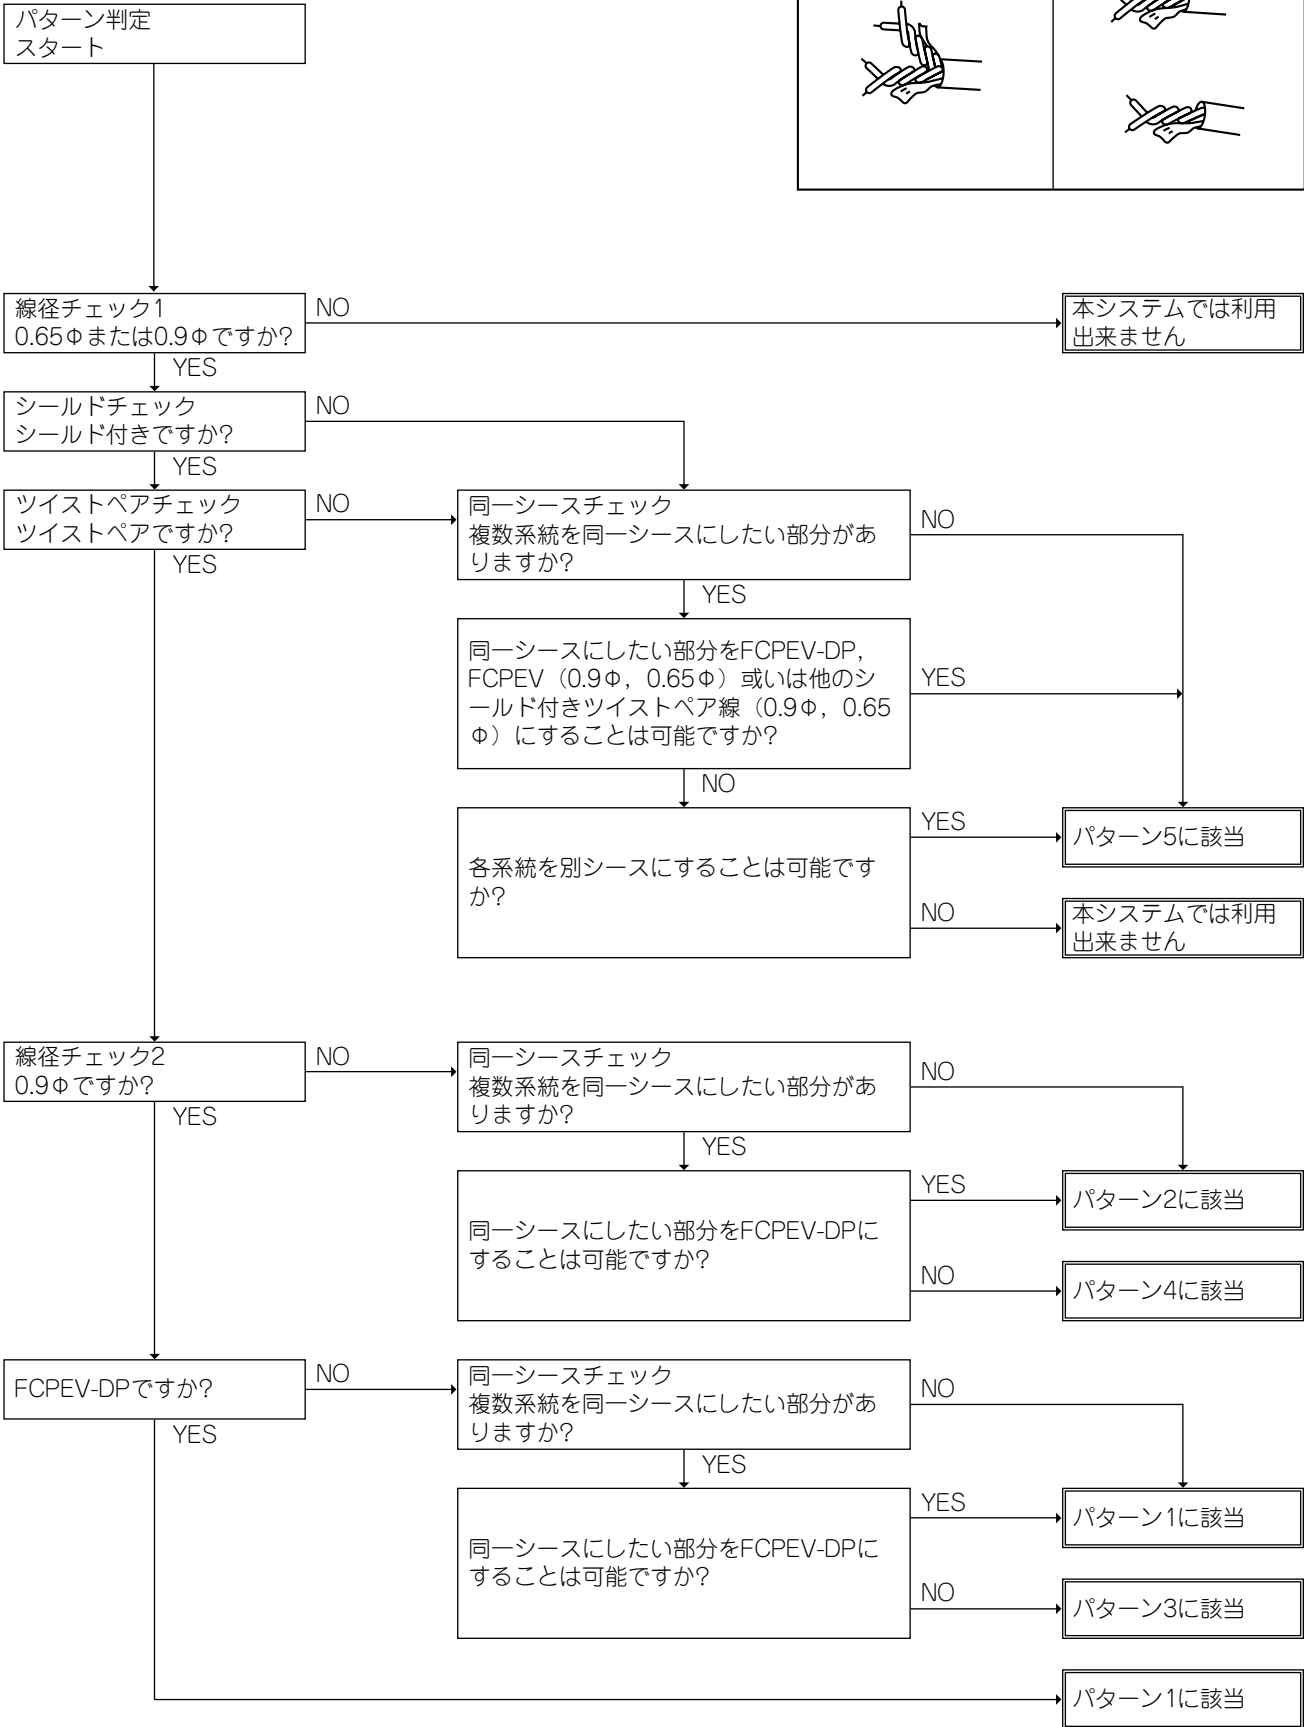 パターン判定
スタート
線径チェック1
0.65Φまたは0.9Φですか?
NO
本システムでは利用
出来ません
YES
シールドチェック
シールド付きですか?
NO
YES
ツイストペアチェック
ツイストペアですか?
NO
YES
同一シースチェック
複数系統を同一シースにしたい部分があ
りますか?
NO
YES
同一シースにしたい部分をFCPEV-DP,
FCPEV（0.9Φ，0.65Φ）或いは他のシ
ールド付きツイストペア線（0.9Φ，0.65
Φ）にすることは可能ですか?
YES
NO
各系統を別シースにすることは可能です
か?
YES
パターン5に該当
NO
本システムでは利用
出来ません
線径チェック2
0.9Φですか?
NO
YES
同一シースチェック
複数系統を同一シースにしたい部分があ
りますか?
NO
YES
同一シースにしたい部分をFCPEV-DPに
することは可能ですか?
YES
パターン2に該当
NO
パターン4に該当
FCPEV-DPですか?
NO
YES
同一シースチェック
複数系統を同一シースにしたい部分があ
りますか?
NO
YES
同一シースにしたい部分をFCPEV-DPに
することは可能ですか?
YES
パターン1に該当
NO
パターン3に該当
パターン1に該当